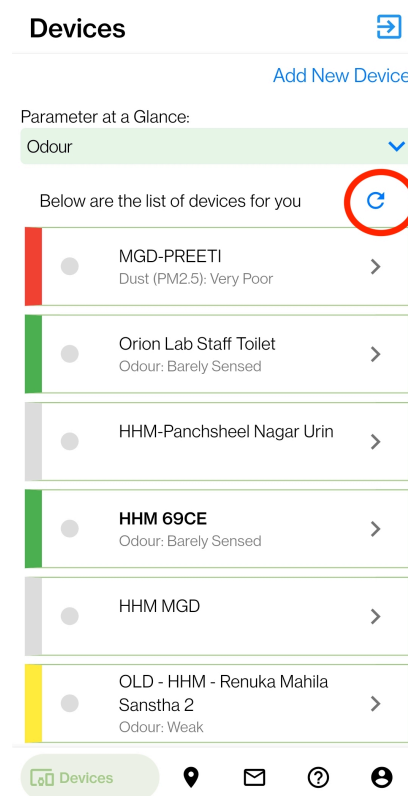 Devices
Add New Device
Parameter at a Glance:
Odour
Below are the list of devices for you
MGD-PREETI
Dust (PM2.5): Very Poor
Orion Lab Staff Toilet
Odour: Barely Sensed
HHM-Panchsheel Nagar Urin
HHM 69CE
Odour: Barely Sensed
HHM MGD
OLD - HHM - Renuka Mahila
Sanstha 2
Odour: Weak
Devices